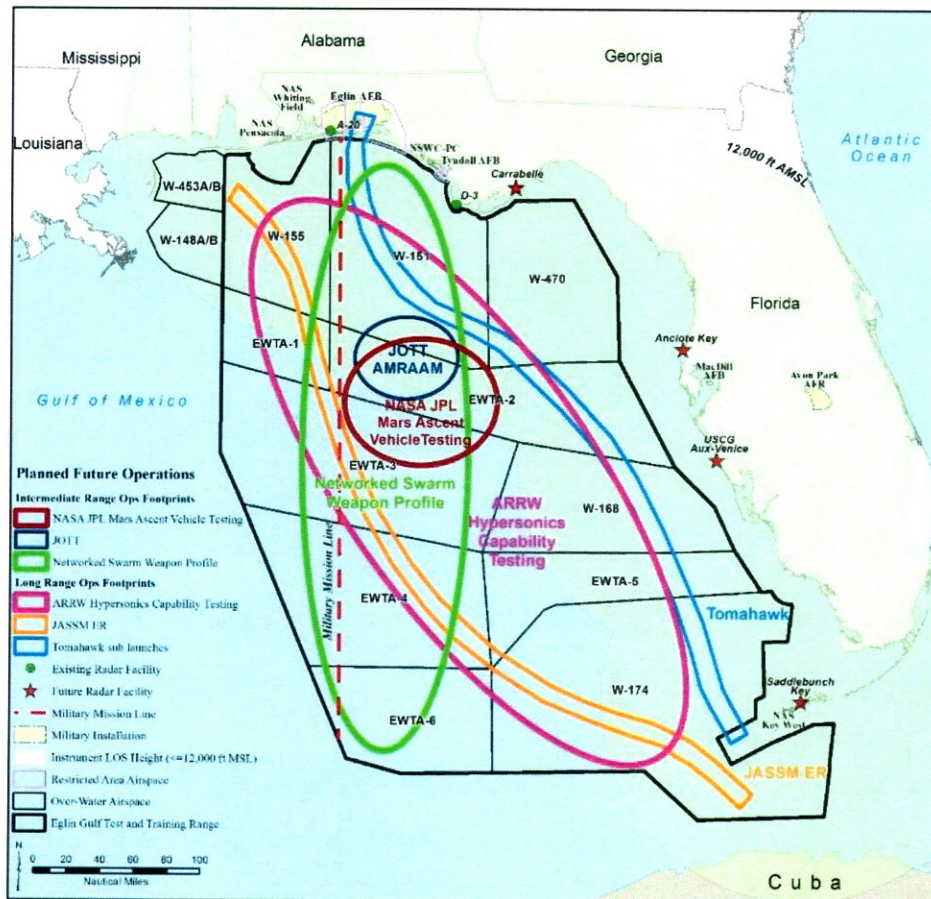 Mississippi
Alabama
Georgia
Louisiana
NAS
Whiting
Field
Eglin AFB
NAS
Pensacola
A-20
NSWC-PC
Tyndall AFB
Carrabelle
D-3
12,000 ft AMSL
Atlantic
Ocean
W-453A/B
W-148A/B
W-155
W-151
W-470
Florida
EWTA-1
JOTT
AMRAAM
EWTA-2
NASA JPL
Mars Ascent
VehicleTesting
Anclote Key
MacDill
AFB
Avon Park
AFR
Gulf of Mexico
USCG
Aux-Venice
EWTA-3
Networked Swarm
Weapon Profile
ARRW
Hypersonics
Capability
Testing
W-168
EWTA-5
Military Mission Line
EWTA-4
Tomahawk
W-174
Saddlebunch
Key
NAS
Key West
EWTA-6
JASSM-ER
Cuba
Planned Future Operations
Intermediate Range Ops Footprints
NASA JPL Mars Ascent Vehicle Testing
JOTT
Networked Swarm Weapon Profile
Long Range Ops Footprints
ARRW Hypersonics Capability Testing
JASSM ER
Tomahawk sub launches
Existing Radar Facility
Future Radar Facility
Military Mission Line
Military Installation
Instrument LOS Height (<=12,000 ft MSL)
Restricted Area Airspace
Over-Water Airspace
Eglin Gulf Test and Training Range
N
0 20 40 60 80 100
Nautical Miles